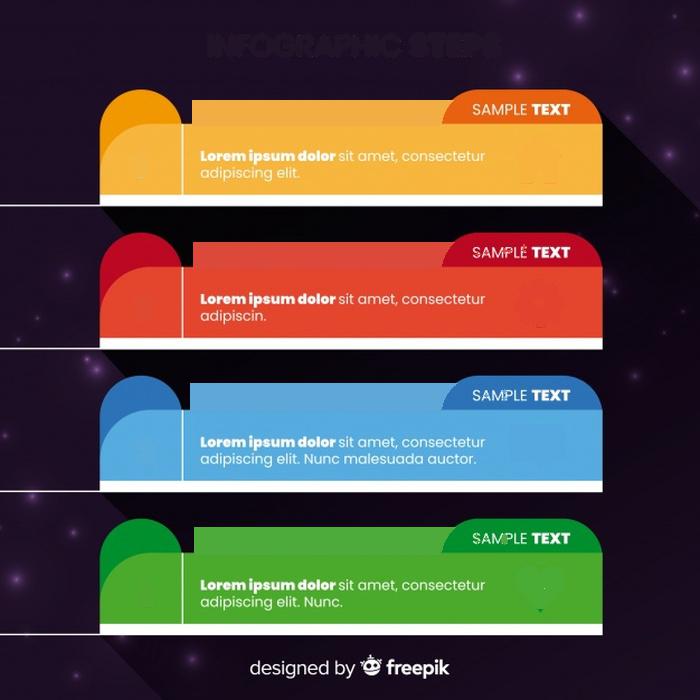 INFOGRAPHIC STEPS
SAMPLE TEXT
Lorem ipsum dolor sit amet, consectetur
adipiscing elit.
SAMPLE TEXT
Lorem ipsum dolor sit amet, consectetur
adipiscin.
SAMPLE TEXT
Lorem ipsum dolor sit amet, consectetur
adipiscing elit. Nunc malesuada auctor.
SAMPLE TEXT
Lorem ipsum dolor sit amet, consectetur
adipiscing elit. Nunc.
designed by freepik